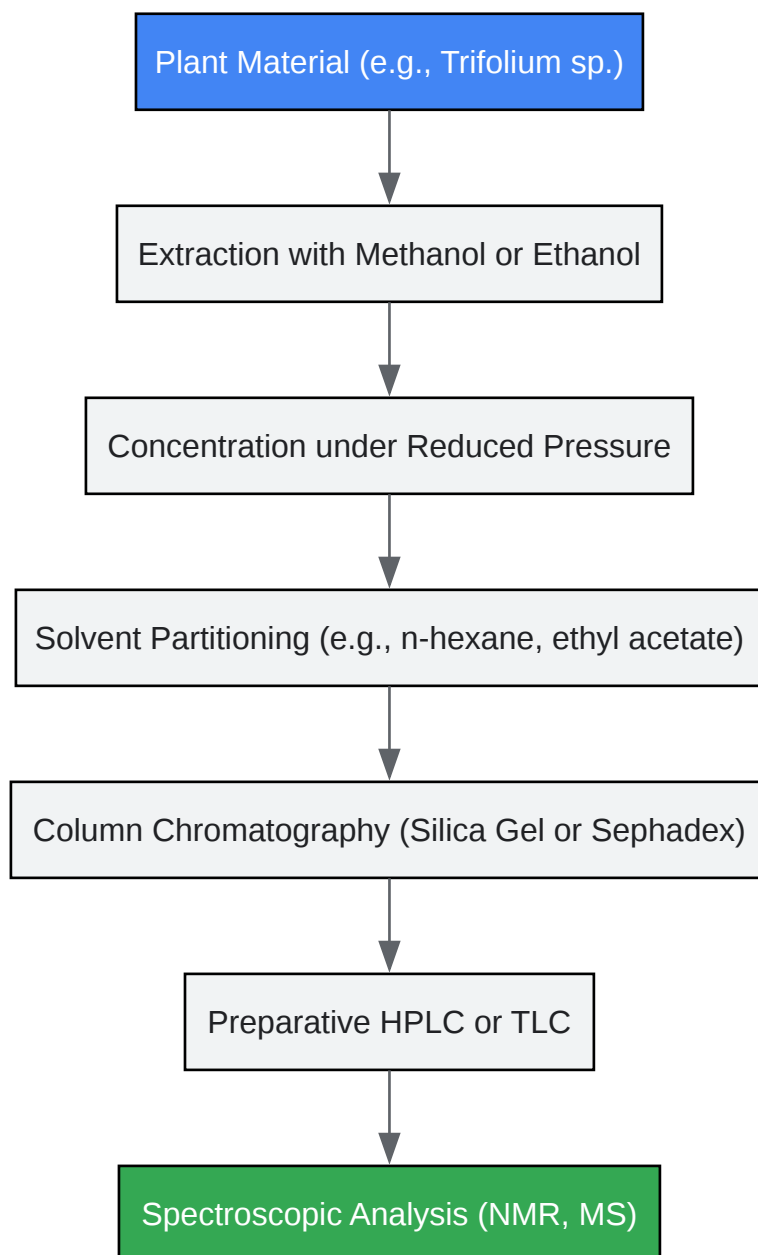 Plant Material (e.g., Trifolium sp.)
Extraction with Methanol or Ethanol
Concentration under Reduced Pressure
Solvent Partitioning (e.g., n-hexane, ethyl acetate)
Column Chromatography (Silica Gel or Sephadex)
Preparative HPLC or TLC
Spectroscopic Analysis (NMR, MS)